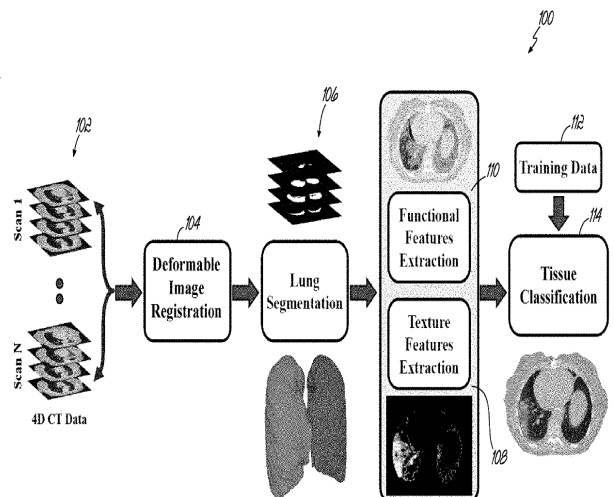 100
102
Scan 1
Scan N
4D CT Data
104
Deformable
Image
Registration
106
Lung
Segmentation
110
Functional
Features
Extraction
Texture
Features
Extraction
108
112
Training Data
114
Tissue
Classification